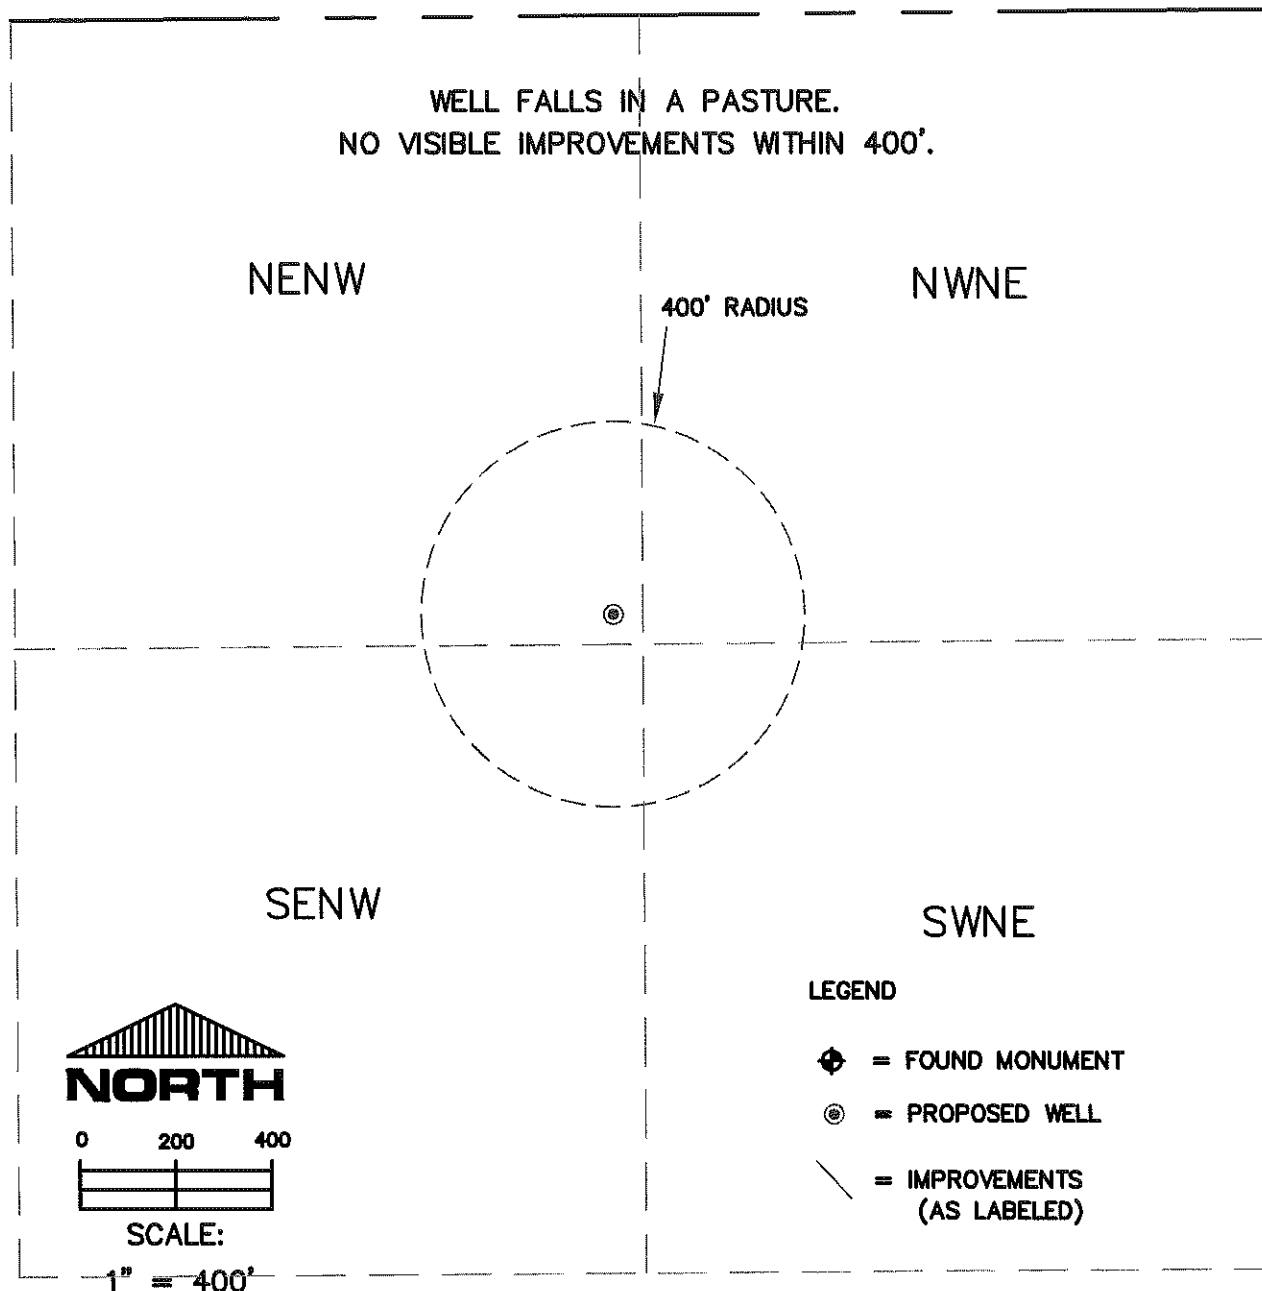 WELL FALLS IN A PASTURE.
NO VISIBLE IMPROVEMENTS WITHIN 400'.
NENW
NWNE
400' RADIUS
SENW
SWNE
LEGEND
= FOUND MONUMENT
= PROPOSED WELL
= IMPROVEMENTS
(AS LABELED)
NORTH
0 200 400
SCALE:
1" = 400'